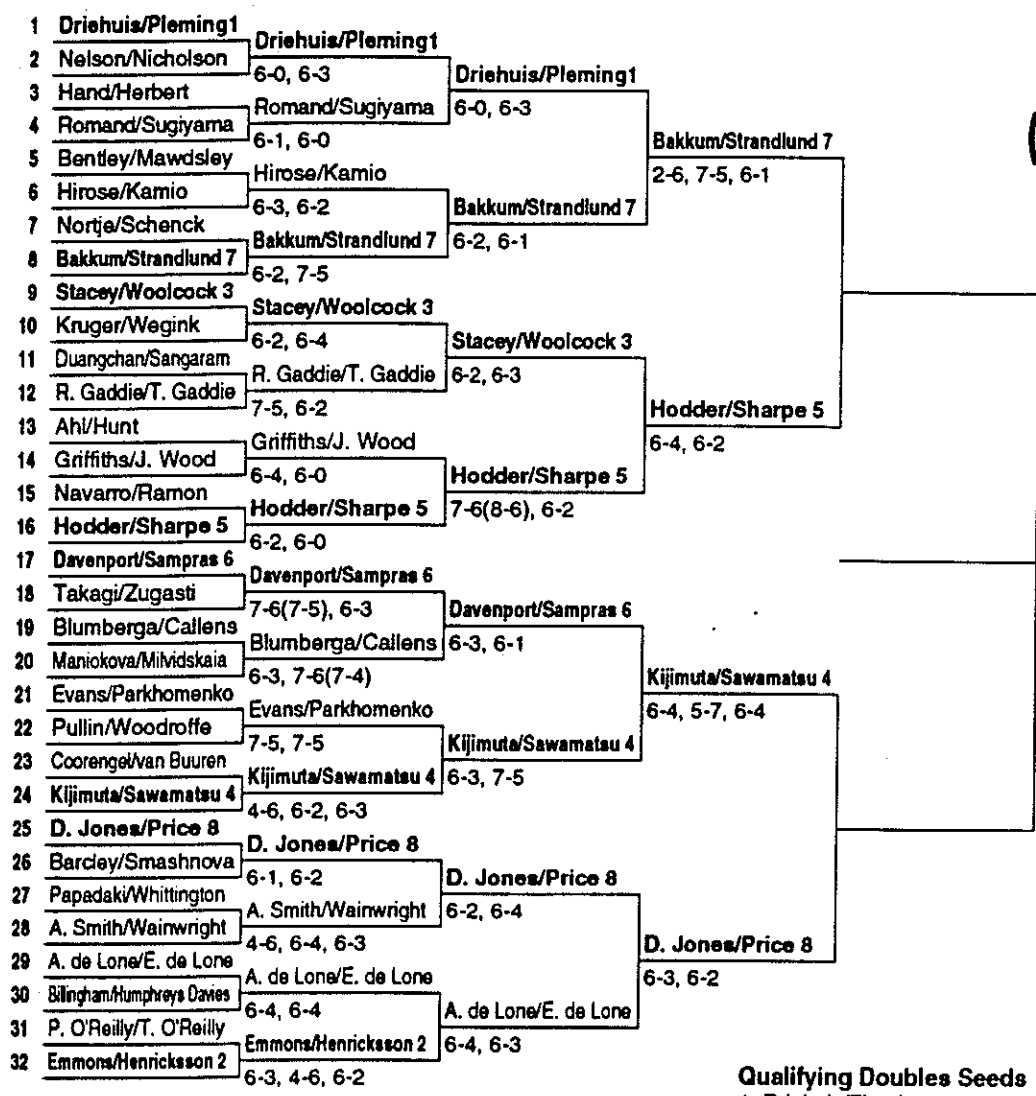 1 Driehuis/Pleming1
2 Nelson/Nicholson
3 Hand/Herbert
4 Romand/Sugiyama
5 Bentley/Mawdsley
6 Hirose/Kamio
7 Nortje/Schenck
8 Bakkum/Strandlund 7
9 Stacey/Woolcock 3
10 Kruger/Wegink
11 Duangchan/Sangaram
12 R. Gaddie/T. Gaddie
13 Ahl/Hunt
14 Griffiths/J. Wood
15 Navarro/Ramon
16 Hodder/Sharpe 5
17 Davenport/Sampras 6
18 Takagi/Zugasti
19 Blumberga/Callens
20 Maniokova/Milvidskaia
21 Evans/Parkhomenko
22 Pullin/Woodroffe
23 Coorengel/van Buuren
24 Kijimuta/Sawamatsu 4
25 D. Jones/Price 8
26 Barclay/Smashnova
27 Papadaki/Whittington
28 A. Smith/Wainwright
29 A. de Lone/E. de Lone
30 Billingham/Humphreys Davies
31 P. O'Reilly/T. O'Reilly
32 Emmons/Henricksson 2
Driehuis/Pleming1
6-0, 6-3
Romand/Sugiyama
6-1, 6-0
Hirose/Kamio
6-3, 6-2
Bakkum/Strandlund 7
6-2, 7-5
Stacey/Woolcock 3
6-2, 6-4
R. Gaddie/T. Gaddie
7-5, 6-2
Griffiths/J. Wood
6-4, 6-0
Hodder/Sharpe 5
6-2, 6-0
Davenport/Sampras 6
7-6(7-5), 6-3
Blumberga/Callens
6-3, 7-6(7-4)
Evans/Parkhomenko
7-5, 7-5
Kijimuta/Sawamatsu 4
4-6, 6-2, 6-3
D. Jones/Price 8
6-1, 6-2
A. Smith/Wainwright
4-6, 6-4, 6-3
A. de Lone/E. de Lone
6-4, 6-4
Emmons/Henricksson 2
6-3, 4-6, 6-2
Driehuis/Pleming1
6-0, 6-3
Bakkum/Strandlund 7
6-2, 6-1
Stacey/Woolcock 3
6-2, 6-3
Hodder/Sharpe 5
7-6(8-6), 6-2
Davenport/Sampras 6
6-3, 6-1
Kijimuta/Sawamatsu 4
6-3, 7-5
D. Jones/Price 8
6-2, 6-4
A. de Lone/E. de Lone
6-4, 6-3
Bakkum/Strandlund 7
2-6, 7-5, 6-1
Hodder/Sharpe 5
6-4, 6-2
Kijimuta/Sawamatsu 4
6-4, 5-7, 6-4
D. Jones/Price 8
6-3, 6-2
Qualifying Doubles Seeds